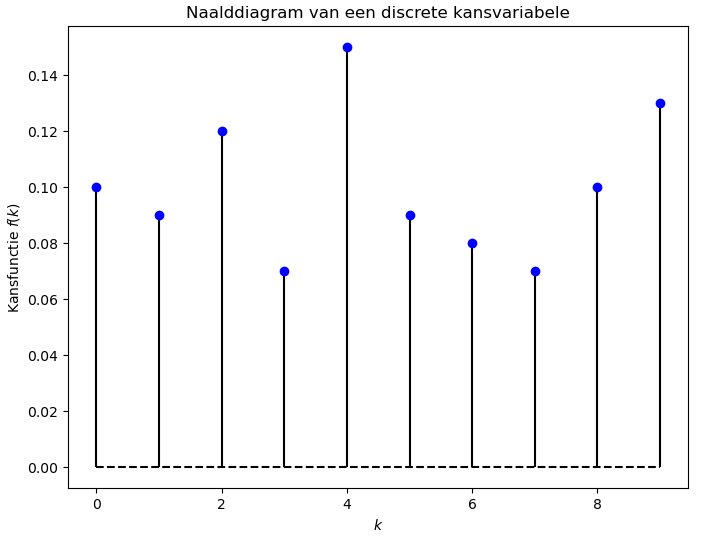 Naalddiagram van een discrete kansvariabele
Kansfunctie f(k)
0.14
0.12
0.10
0.08
0.06
0.04
0.02
0.00
0 2 4 6 8
k